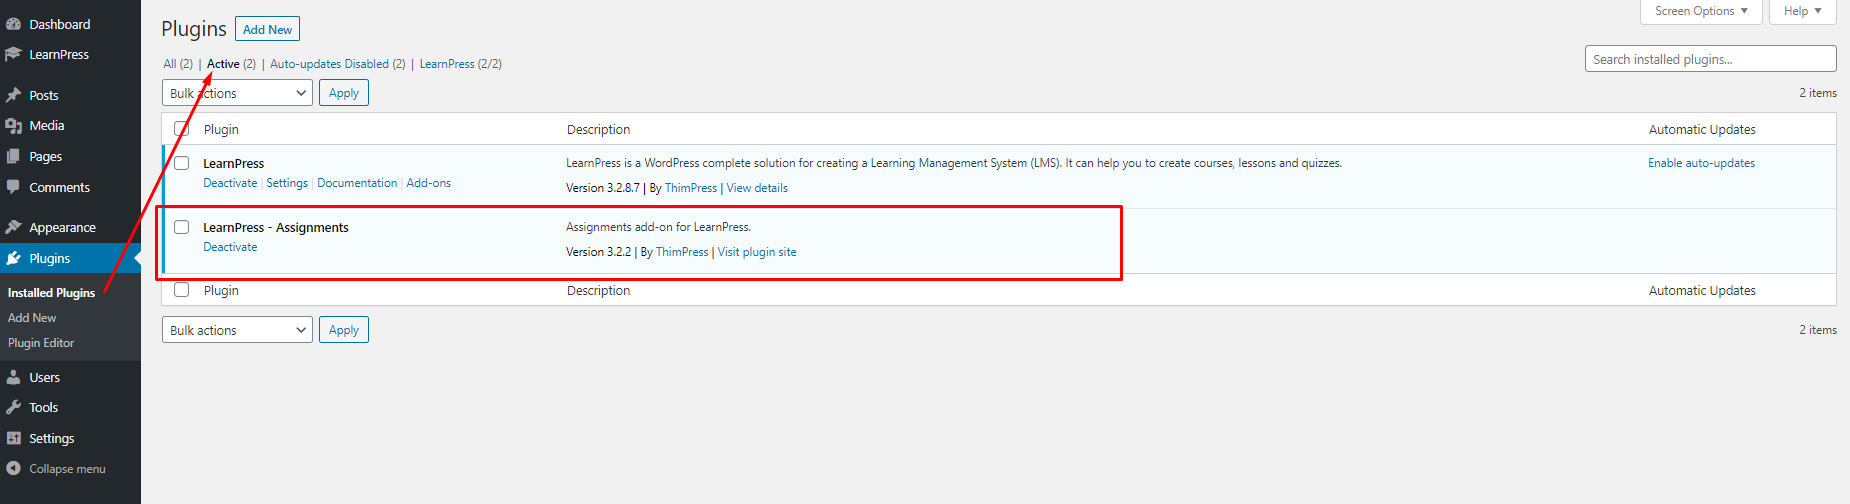 Dashboard
LearnPress
Posts
Media
Pages
Comments
Appearance
Plugins
Installed Plugins
Add New
Plugin Editor
Users
Tools
Settings
Collapse menu
Screen Options ▼
Help ▼
Plugins Add New
All (2) | Active (2) | Auto-updates Disabled (2) | LearnPress (2/2)
Search installed plugins...
Bulk actions Apply
2 items
Plugin Description Automatic Updates
LearnPress
Deactivate | Settings | Documentation | Add-ons
LearnPress is a WordPress complete solution for creating a Learning Management System (LMS). It can help you to create courses, lessons and quizzes.
Version 3.2.8.7 | By ThimPress | View details
Enable auto-updates
LearnPress - Assignments
Deactivate
Assignments add-on for LearnPress.
Version 3.2.2 | By ThimPress | Visit plugin site
Plugin Description Automatic Updates
Bulk actions Apply
2 items